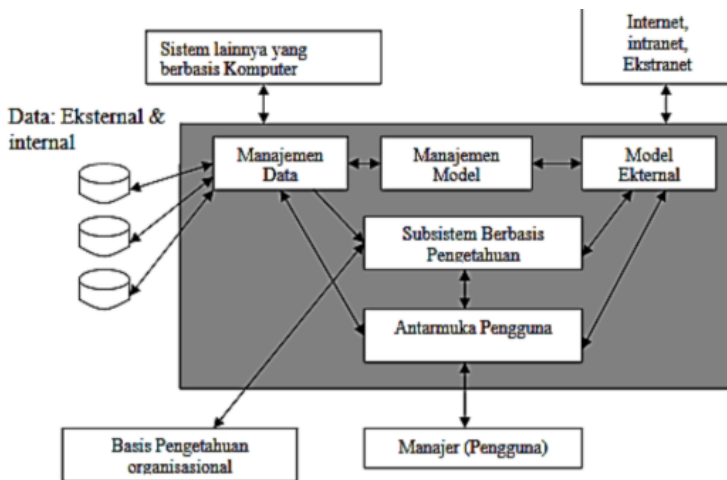 Sistem lainnya yang
berbasis Komputer
Internet,
intranet,
Ekstranet
Data: Eksternal &
internal
Manajemen
Data
Manajemen
Model
Model
Ekternal
Subsistem Berbasis
Pengetahuan
Antarmuka Pengguna
Basis Pengetahuan
organisasional
Manajer (Pengguna)